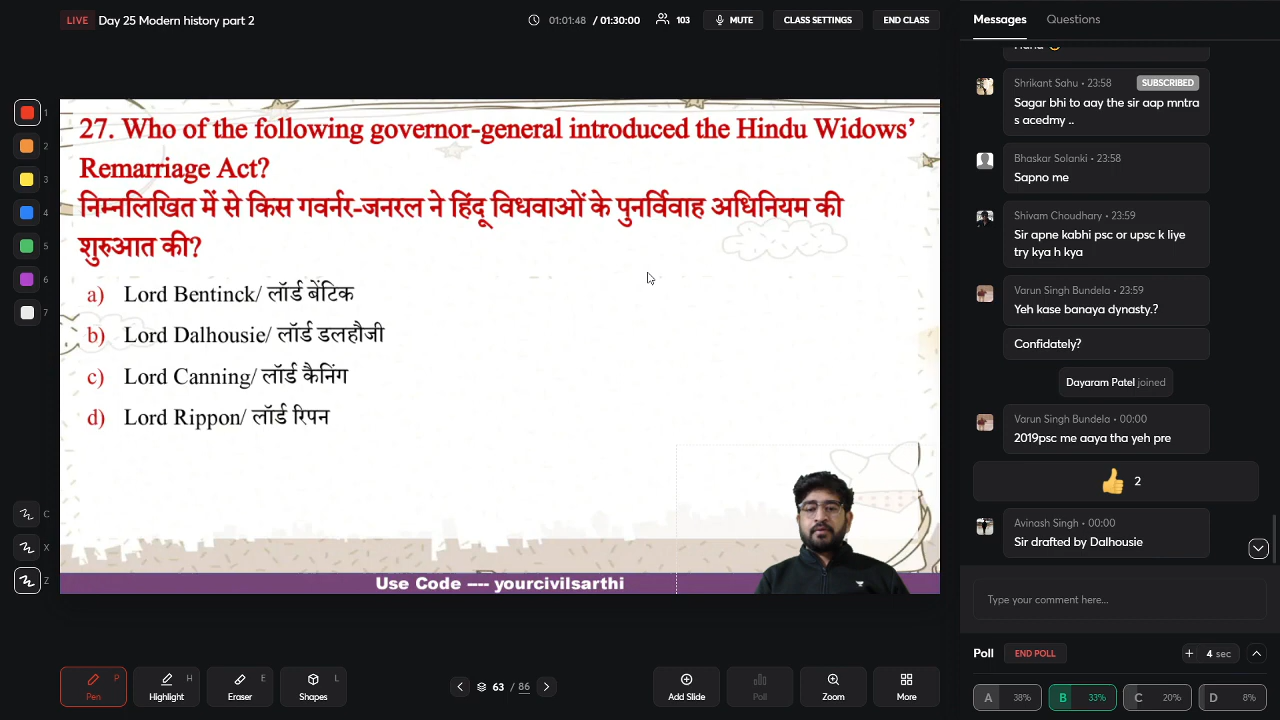 LIVE Day 25 Modern history part 2
01:01:48 / 01:30:00
103
MUTE
CLASS SETTINGS
END CLASS
1
2
3
4
5
6
7
C
X
Z
27. Who of the following governor-general introduced the Hindu Widows’
Remarriage Act?
निम्नलिखित में से किस गवर्नर-जनरल ने हिंदू विधवाओं के पुनर्विवाह अधिनियम की
शुरुआत की?
a) Lord Bentinck/ लॉर्ड बेंटिक
b) Lord Dalhousie/ लॉर्ड डलहौजी
c) Lord Canning/ लॉर्ड कैनिंग
d) Lord Rippon/ लॉर्ड रिपन
Use Code ---- yourcivilsarthi
Pen P
Highlight H
Eraser E
Shapes L
63 / 86
Add Slide
Poll
Zoom
More
Messages
Questions
Shrikant Sahu • 23:58 SUBSCRIBED
Sagar bhi to aay the n aap mntra
s acedmy ..
Bhaskar Solanki • 23:58
Sapno me
Shivam Choudhary • 23:59
Sir apne kabhi psc or upsc k liye
try kya h kya
Varun Singh Bundela • 23:59
Yeh kase banaya dynasty.?
Confidately?
Dayaram Patel joined
Varun Singh Bundela • 00:00
2019psc me aaya tha yeh pre
2
Avinash Singh • 00:00
Sir drafted by Dalhousie
Type your comment here...
Poll END POLL + 4 sec
A 38%
B 33%
C 20%
D 8%